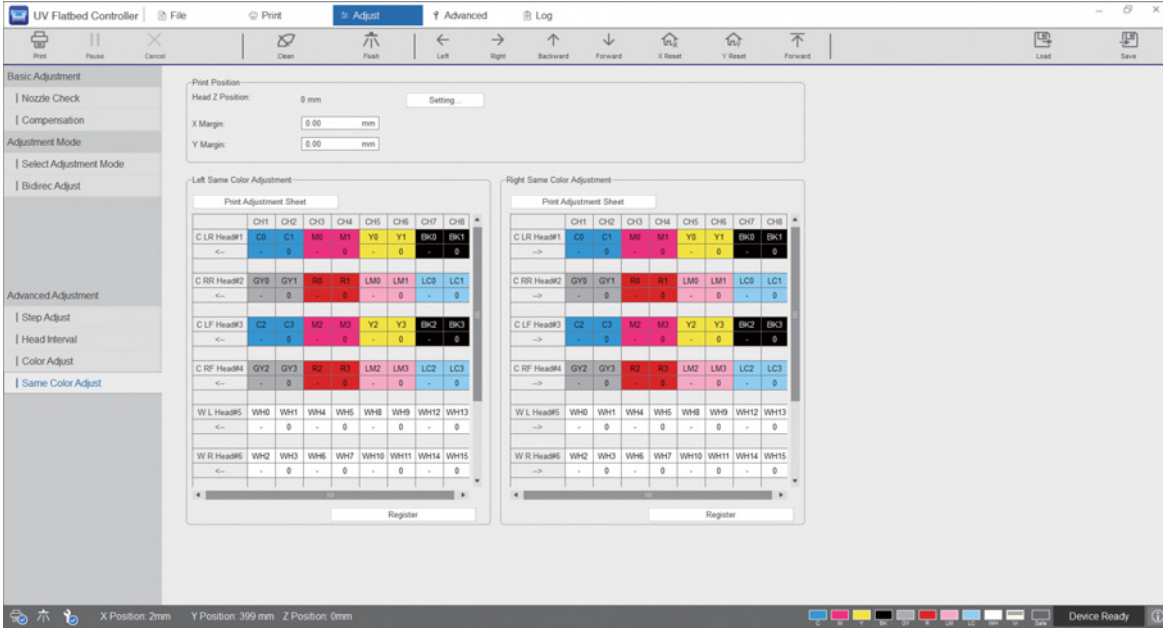 UV Flatbed Controller File Print Adjust Advanced Log
Print Pause Cancel Clean Flush Left Right Backward Forward X Reset Y Reset Forward Load Save
Basic Adjustment
Nozzle Check
Compensation
Adjustment Mode
Select Adjustment Mode
Bidirec Adjust
Advanced Adjustment
Step Adjust
Head Interval
Color Adjust
Same Color Adjust
Print Position
Head Z Position: 0 mm Setting...
X Margin: 0.00 mm
Y Margin: 0.00 mm
Left Same Color Adjustment
Print Adjustment Sheet
CH1 CH2 CH3 CH4 CH5 CH6 CH7 CH8
C LR Head#1 C0 C1 M0 M1 Y0 Y1 BK0 BK1
<-- - 0 - 0 - 0 - 0
C RR Head#2 GY0 GY1 R0 R1 LM0 LM1 LC0 LC1
<-- - 0 - 0 - 0 - 0
C LF Head#3 C2 C3 M2 M3 Y2 Y3 BK2 BK3
<-- - 0 - 0 - 0 - 0
C RF Head#4 GY2 GY3 R2 R3 LM2 LM3 LC2 LC3
<-- - 0 - 0 - 0 - 0
W L Head#5 WH0 WH1 WH4 WH5 WH8 WH9 WH12 WH13
<-- - 0 - 0 - 0 - 0
W R Head#6 WH2 WH3 WH6 WH7 WH10 WH11 WH14 WH15
<-- - 0 - 0 - 0 - 0
Register
Right Same Color Adjustment
Print Adjustment Sheet
CH1 CH2 CH3 CH4 CH5 CH6 CH7 CH8
C LR Head#1 C0 C1 M0 M1 Y0 Y1 BK0 BK1
--> - 0 - 0 - 0 - 0
C RR Head#2 GY0 GY1 R0 R1 LM0 LM1 LC0 LC1
--> - 0 - 0 - 0 - 0
C LF Head#3 C2 C3 M2 M3 Y2 Y3 BK2 BK3
--> - 0 - 0 - 0 - 0
C RF Head#4 GY2 GY3 R2 R3 LM2 LM3 LC2 LC3
--> - 0 - 0 - 0 - 0
W L Head#5 WH0 WH1 WH4 WH5 WH8 WH9 WH12 WH13
--> - 0 - 0 - 0 - 0
W R Head#6 WH2 WH3 WH6 WH7 WH10 WH11 WH14 WH15
--> - 0 - 0 - 0 - 0
Register
X Position: 2mm Y Position: 399 mm Z Position: 0mm C M Y BK GY R LM LC WH Device Ready